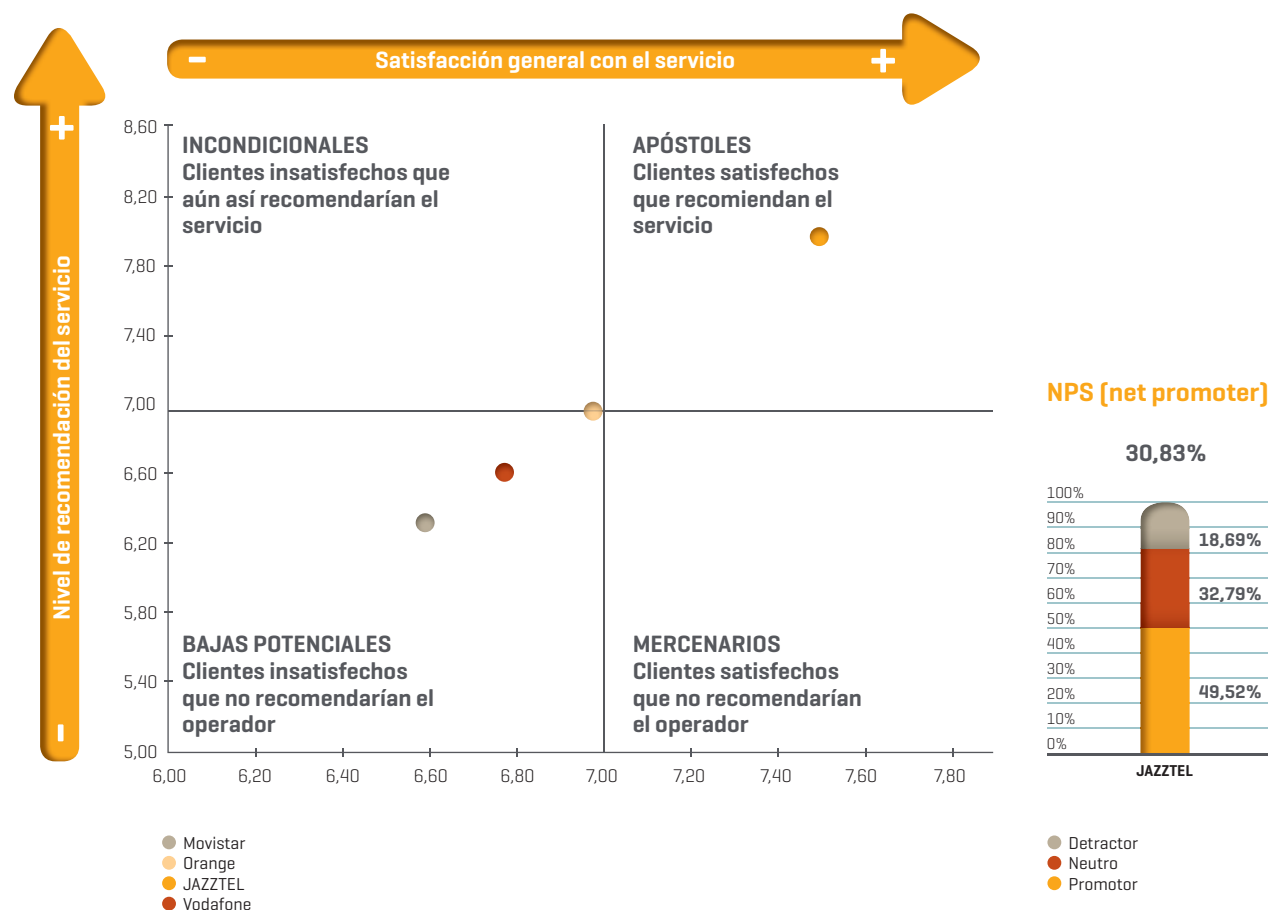 Satisfacción general con el servicio
Nivel de recomendación del servicio
8,60
8,20
7,80
7,40
7,00
6,60
6,20
5,80
5,40
5,00
INCONDICIONALES
Clientes insatisfechos que
aún así recomendarían el
servicio
APÓSTOLES
Clientes satisfechos
que recomiendan el
servicio
BAJAS POTENCIALES
Clientes insatisfechos
que no recomendarían el
operador
MERCENARIOS
Clientes satisfechos
que no recomendarían
el operador
6,00 6,20 6,40 6,60 6,80 7,00 7,20 7,40 7,60 7,80
Movistar
Orange
JAZZTEL
Vodafone
NPS (net promoter)
30,83%
100%
90%
80%
70%
60%
50%
40%
30%
20%
10%
0%
18,69%
32,79%
49,52%
JAZZTEL
Detractor
Neutro
Promotor